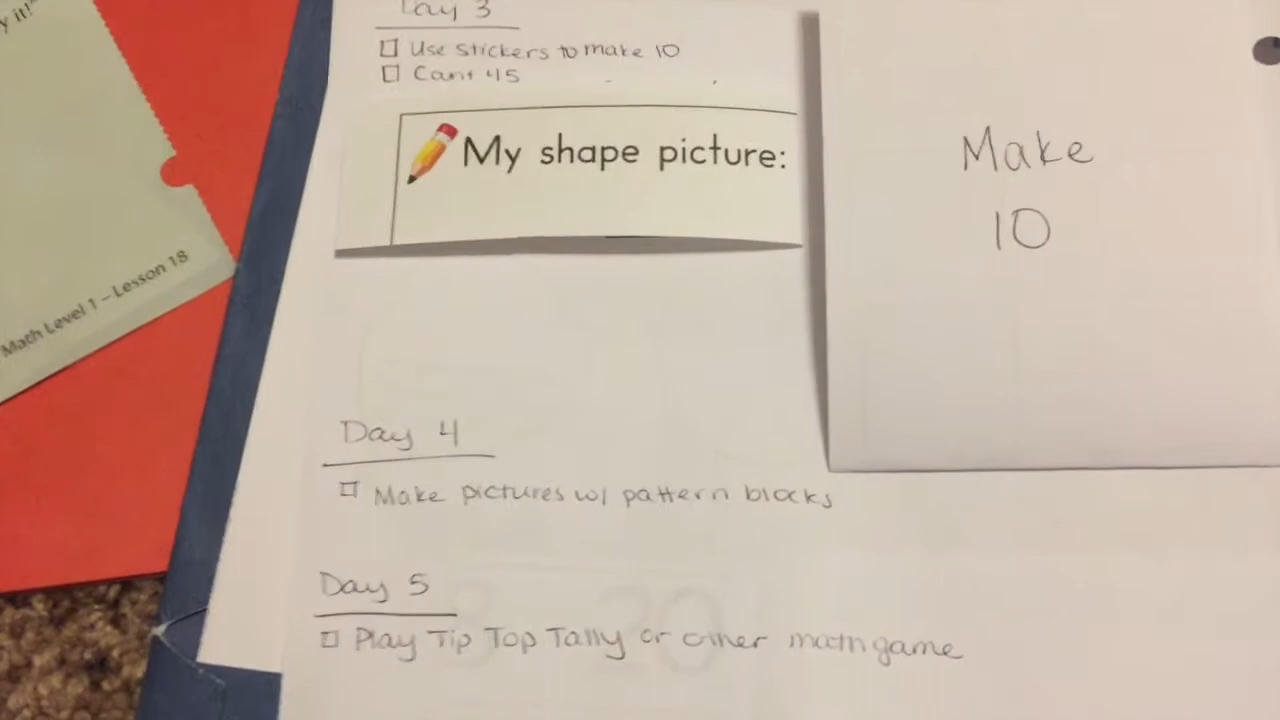 y it!"
Math Level 1 – Lesson 18
Day 3
□ Use stickers to make 10
□ Count 45
My shape picture:
Make
10
Day 4
□ Make pictures w/ pattern blocks
Day 5
□ Play Tip Top Tally or other math game